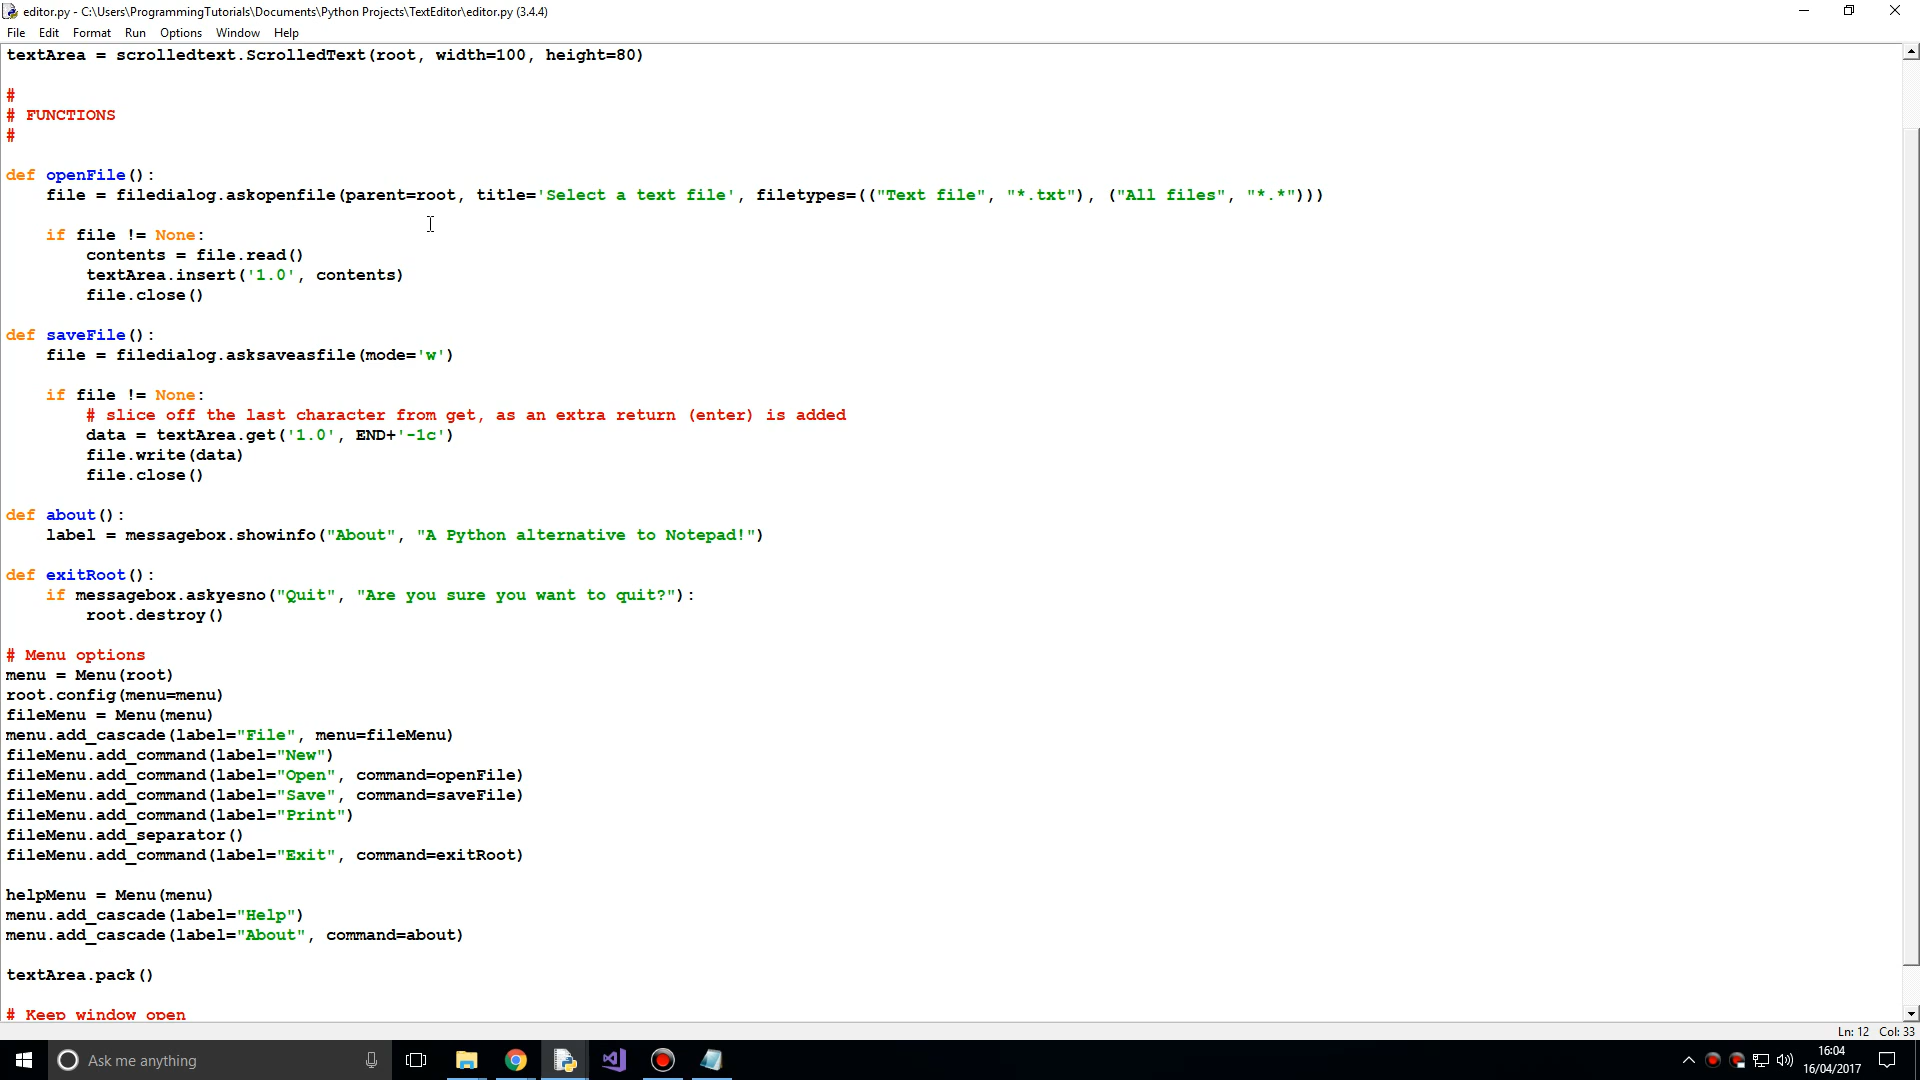 editor.py - C:\Users\ProgrammingTutorials\Documents\Python Projects\TextEditor\editor.py (3.4.4)
File Edit Format Run Options Window Help
textArea = scrolledtext.ScrolledText(root, width=100, height=80)
#
# FUNCTIONS
#
def openFile():
    file = filedialog.askopenfile(parent=root, title='Select a text file', filetypes=(("Text file", "*.txt"), ("All files", "*.*")))
    if file != None:
        contents = file.read()
        textArea.insert('1.0', contents)
        file.close()
def saveFile():
    file = filedialog.asksaveasfile(mode='w')
    if file != None:
        # slice off the last character from get, as an extra return (enter) is added
        data = textArea.get('1.0', END+'-1c')
        file.write(data)
        file.close()
def about():
    label = messagebox.showinfo("About", "A Python alternative to Notepad!")
def exitRoot():
    if messagebox.askyesno("Quit", "Are you sure you want to quit?"):
        root.destroy()
# Menu options
menu = Menu(root)
root.config(menu=menu)
fileMenu = Menu(menu)
menu.add_cascade(label="File", menu=fileMenu)
fileMenu.add_command(label="New")
fileMenu.add_command(label="Open", command=openFile)
fileMenu.add_command(label="Save", command=saveFile)
fileMenu.add_command(label="Print")
fileMenu.add_separator()
fileMenu.add_command(label="Exit", command=exitRoot)
helpMenu = Menu(menu)
menu.add_cascade(label="Help")
menu.add_cascade(label="About", command=about)
textArea.pack()
# Keep window open
Ln: 12 Col: 33
Ask me anything
16:04
16/04/2017